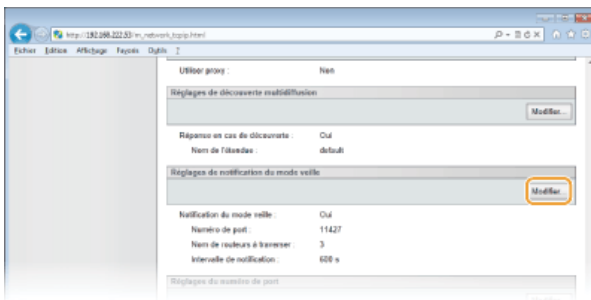 http://192.168.222.53/m_network_tcpip.html
Fichier Edition Affichage Favoris Outils ?
Utiliser proxy : Non
Réglages de découverte multidiffusion
Modifier...
Réponse en cas de découverte : Oui
Nom de l'étendue : default
Réglages de notification du mode veille
Modifier...
Notification du mode veille : Oui
Numéro de port : 11427
Nom de routeurs à traverser : 3
Intervalle de notification : 600 s
Réglages du numéro de port
Modifier...